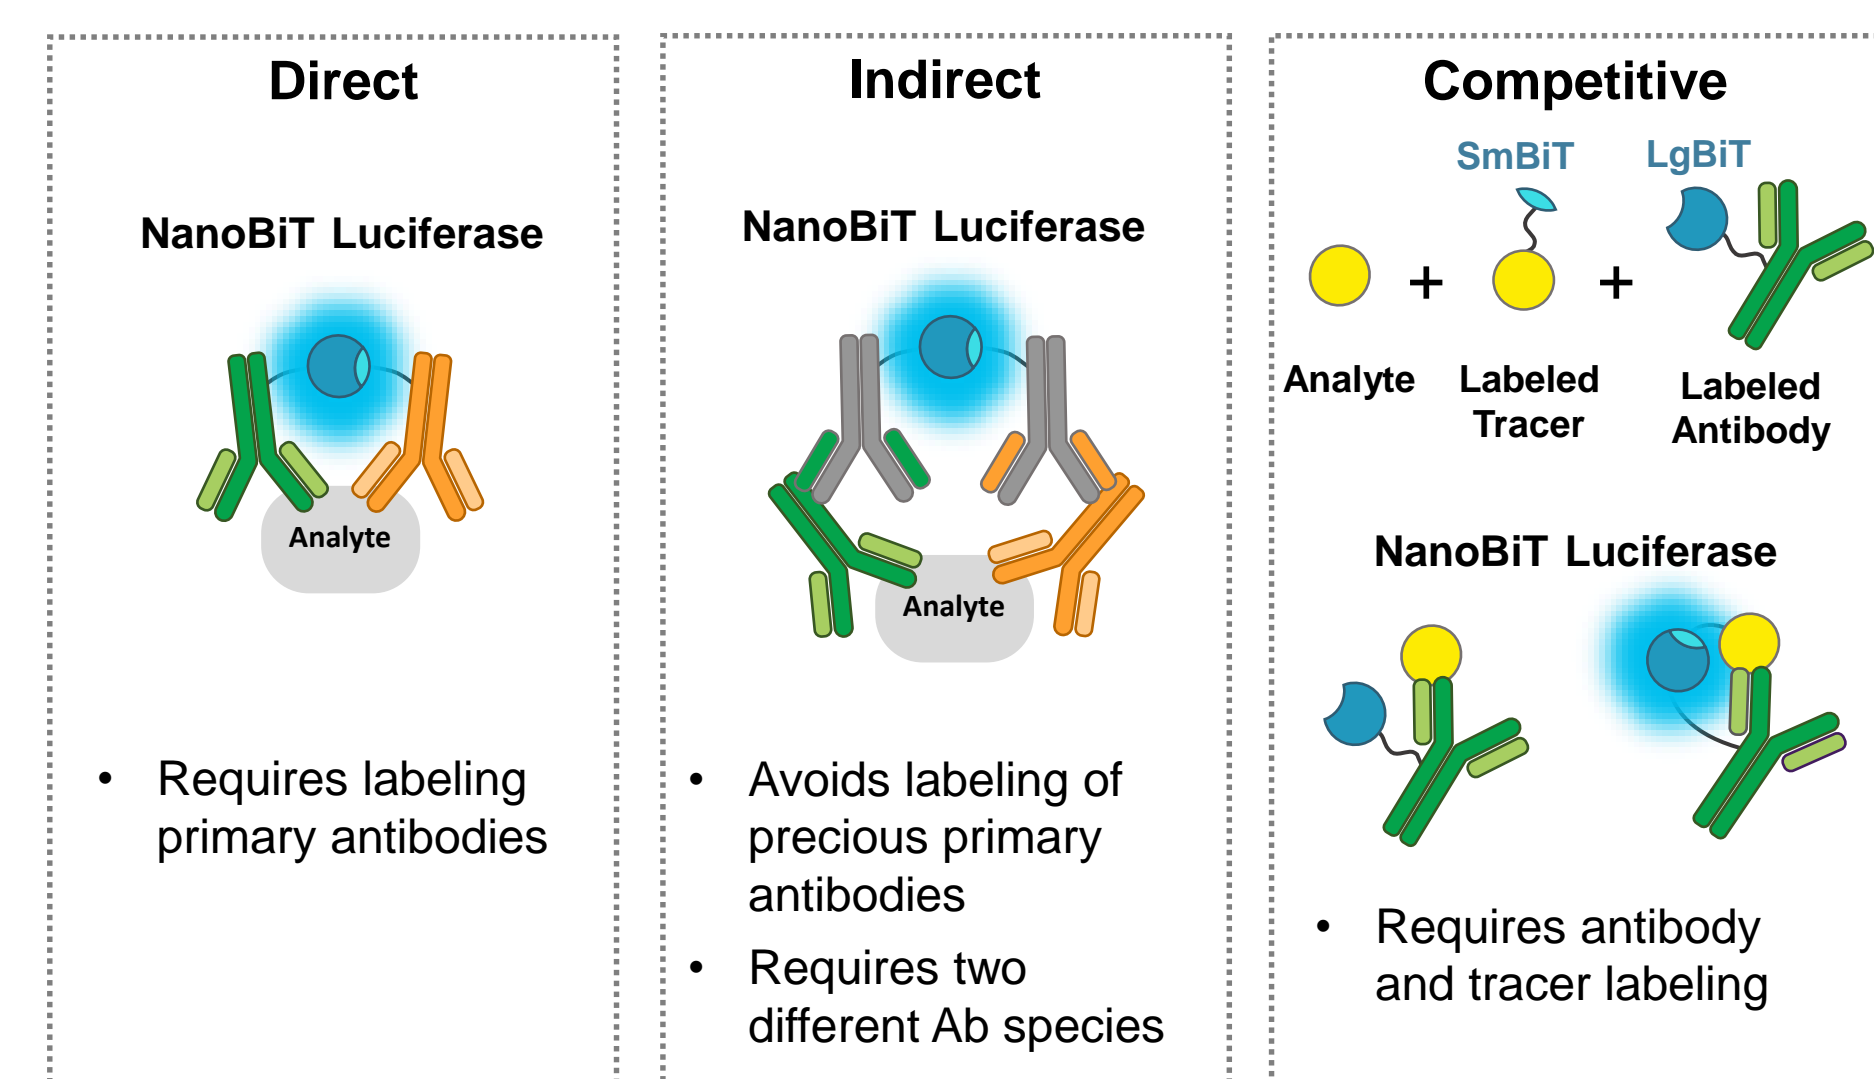 Direct
NanoBiT Luciferase
Analyte
• Requires labeling
primary antibodies
Indirect
NanoBiT Luciferase
Analyte
• Avoids labeling of
precious primary
antibodies
• Requires two
different Ab species
Competitive
SmBiT LgBiT
+ +
Analyte Labeled Labeled
Tracer Antibody
NanoBiT Luciferase
• Requires antibody
and tracer labeling